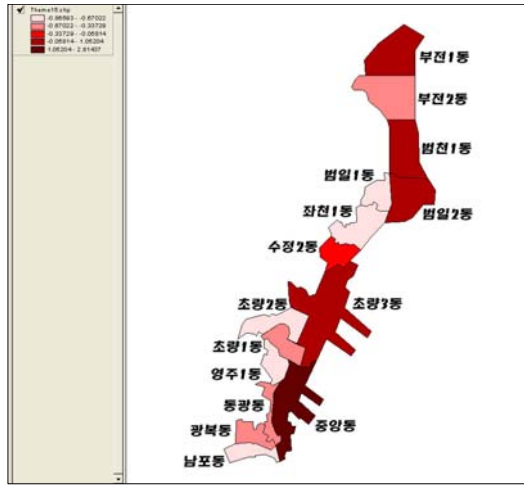 Theme15.shp
-0.86693 - -0.67022
-0.67022 - -0.33729
-0.33729 - -0.05814
-0.05814 - 1.06204
1.06204 - 2.81407
부전1동
부전2동
범천1동
범일1동
좌천1동
범일2동
수정2동
초량2동
초량3동
초량1동
영주1동
동광동
중앙동
광복동
남포동